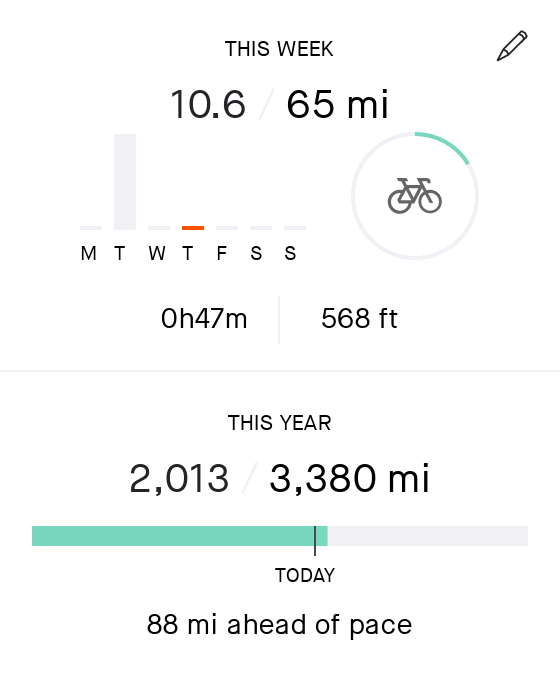 THIS WEEK
10.6 / 65 mi
M T W T F S S
0h47m 568 ft
THIS YEAR
2,013 / 3,380 mi
TODAY
88 mi ahead of pace